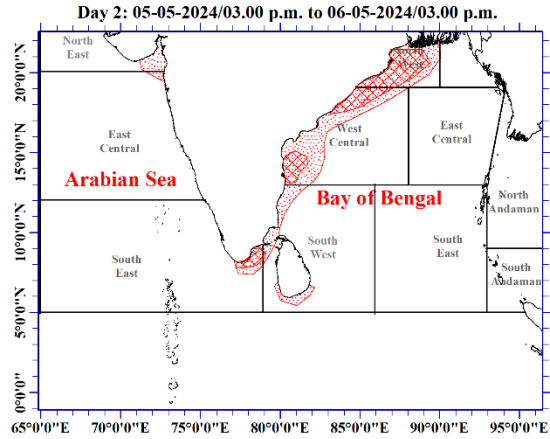 Day 2: 05-05-2024/03.00 p.m. to 06-05-2024/03.00 p.m.
North
East
West
20°0'0"
East
Central
West
Central
East
Central
15°0'0"
Arabian Sea
Bay of Bengal
North
Andaman
10°0'0"
South
East
South
West
South
East
South
Andaman
5°0'0"
0°0'0"
65°0'0"E 70°0'0"E 75°0'0"E 80°0'0"E 85°0'0"E 90°0'0"E 95°0'0"E